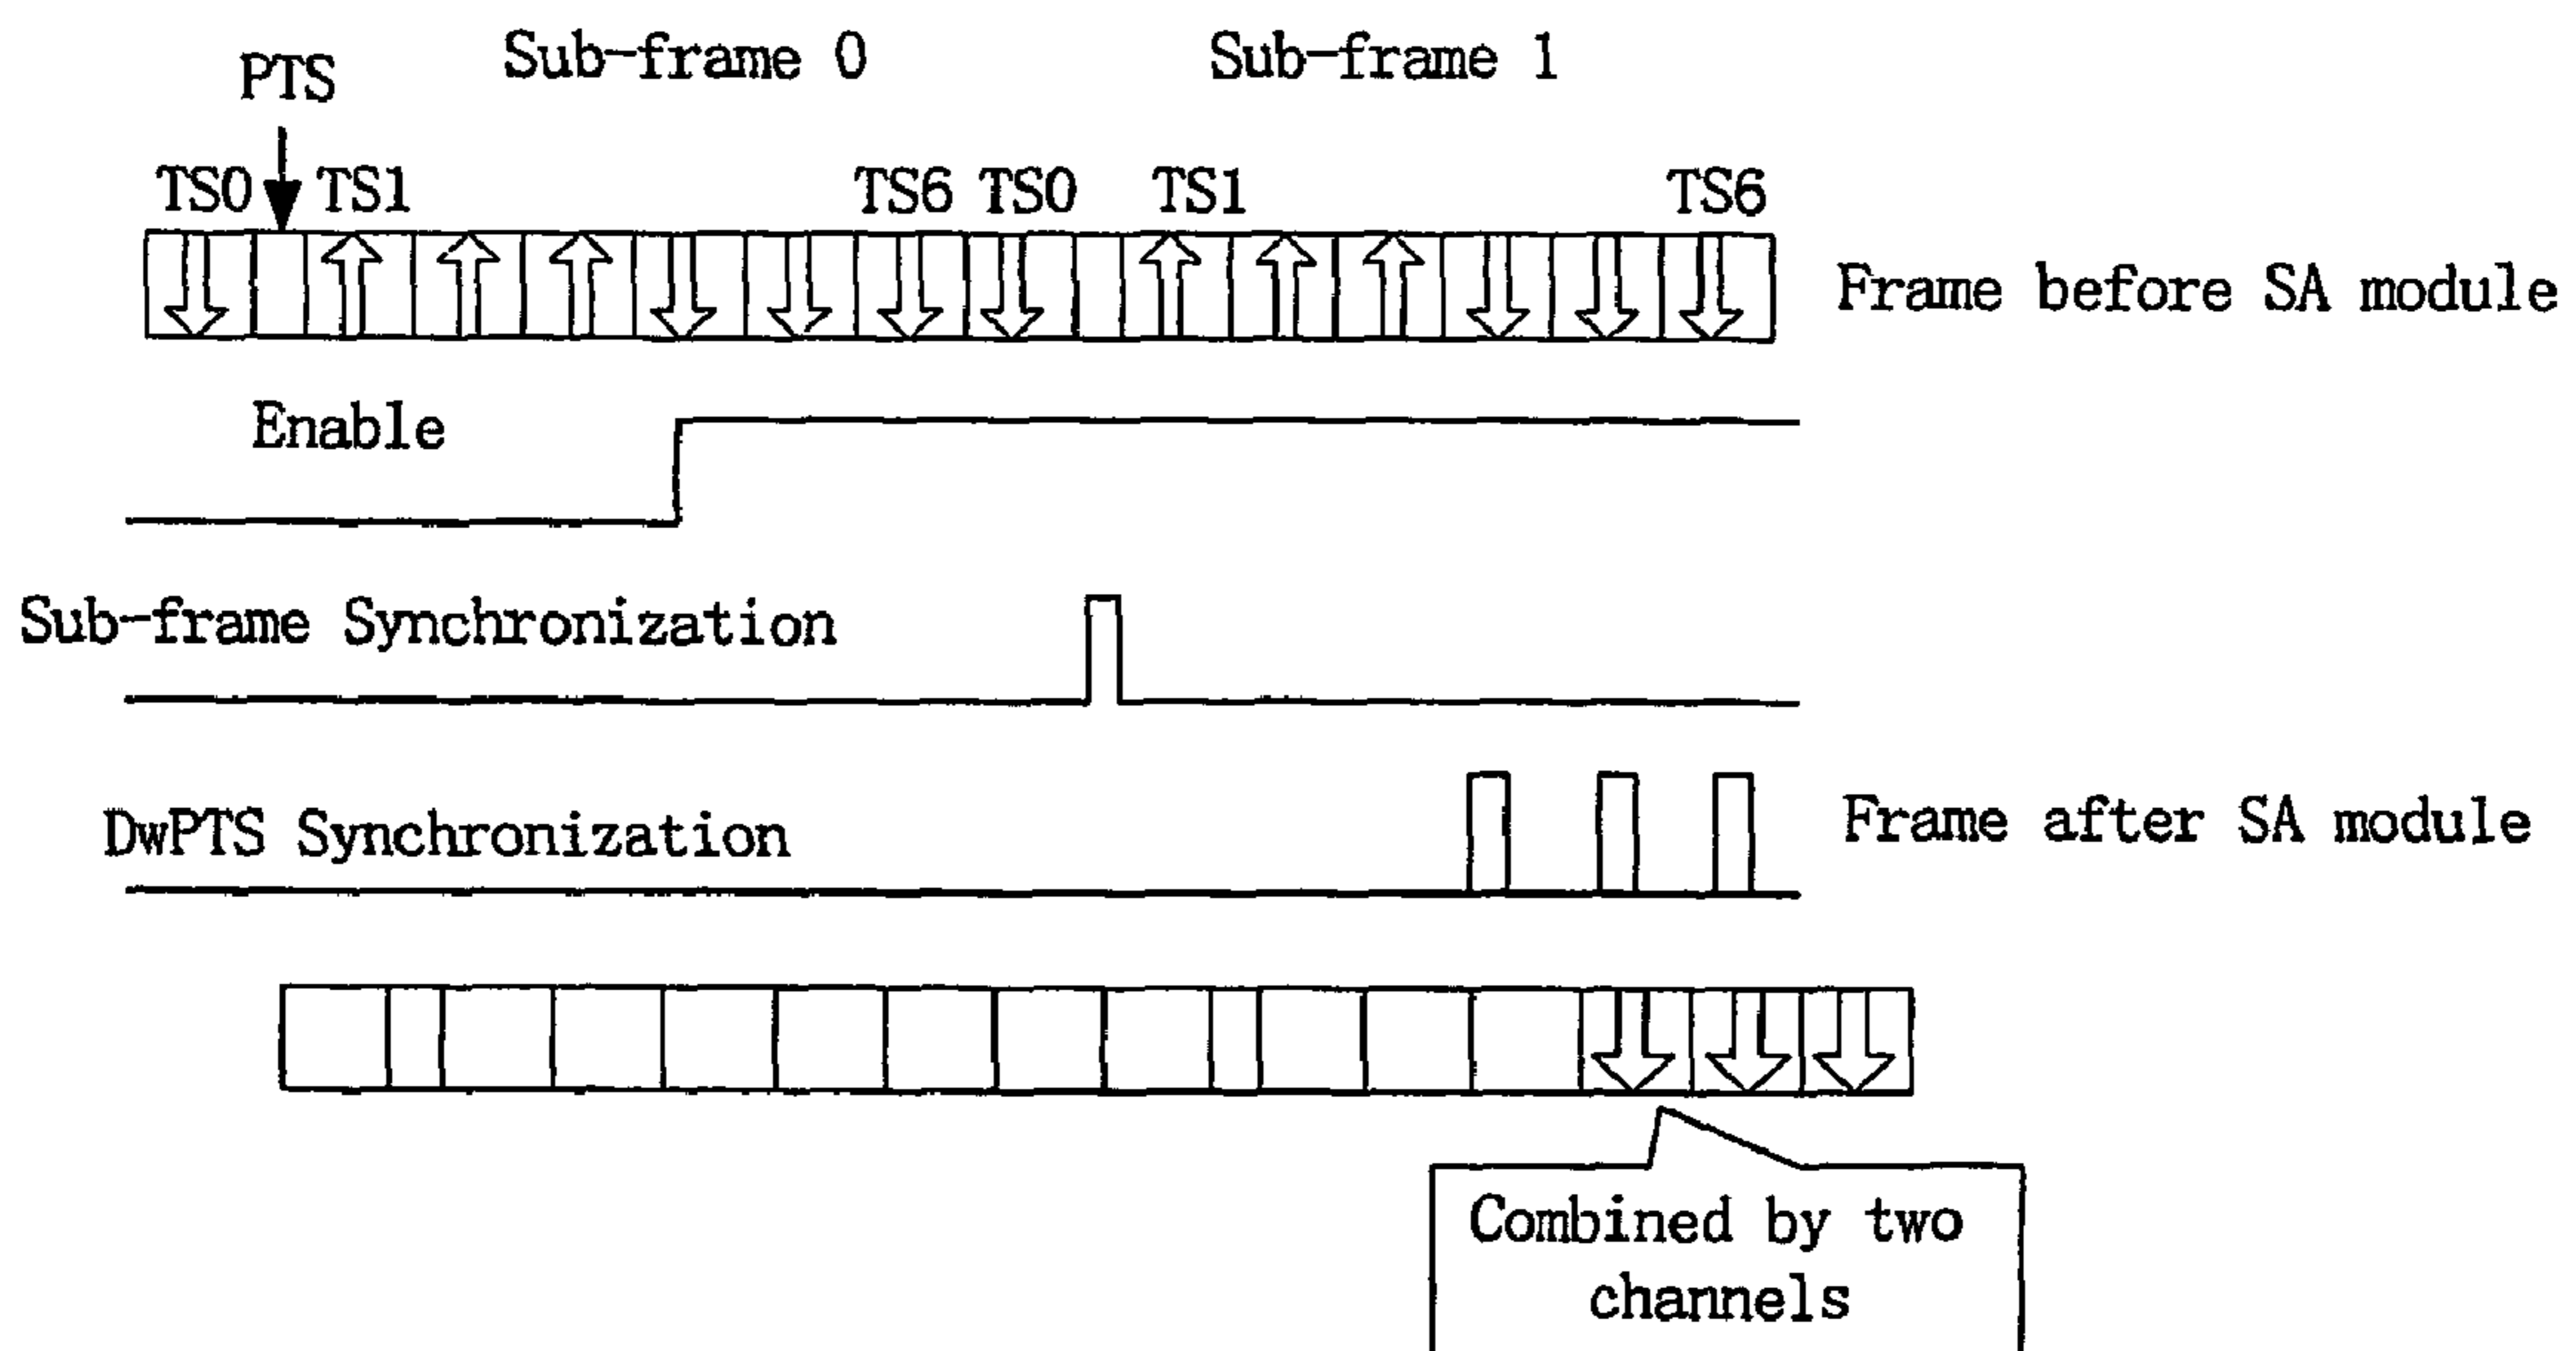 Sub-frame 0 Sub-frame 1
PTS
TS0 TS1 TS6 TS0 TS1 TS6
Frame before SA module
Enable
Sub-frame Synchronization
DwPTS Synchronization
Frame after SA module
Combined by two
channels